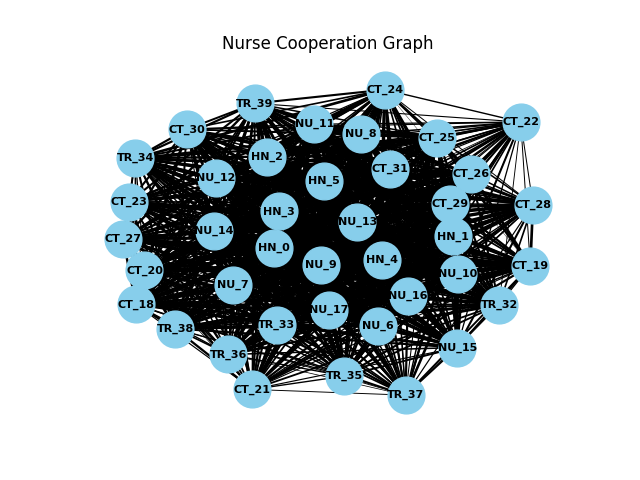 Nurse Cooperation Graph
CT_24
TR_39
CT_22
NU_11
CT_30
NU_8
CT_25
HN_2
TR_34
CT_31
CT_26
NU_12
HN_5
CT_23
CT_29
CT_28
HN_3
NU_13
NU_14
HN_1
CT_27
HN_0
HN_4
NU_9
CT_19
CT_20
NU_10
NU_7
NU_16
CT_18
TR_32
NU_17
TR_33
NU_6
TR_38
NU_15
TR_36
TR_35
CT_21
TR_37